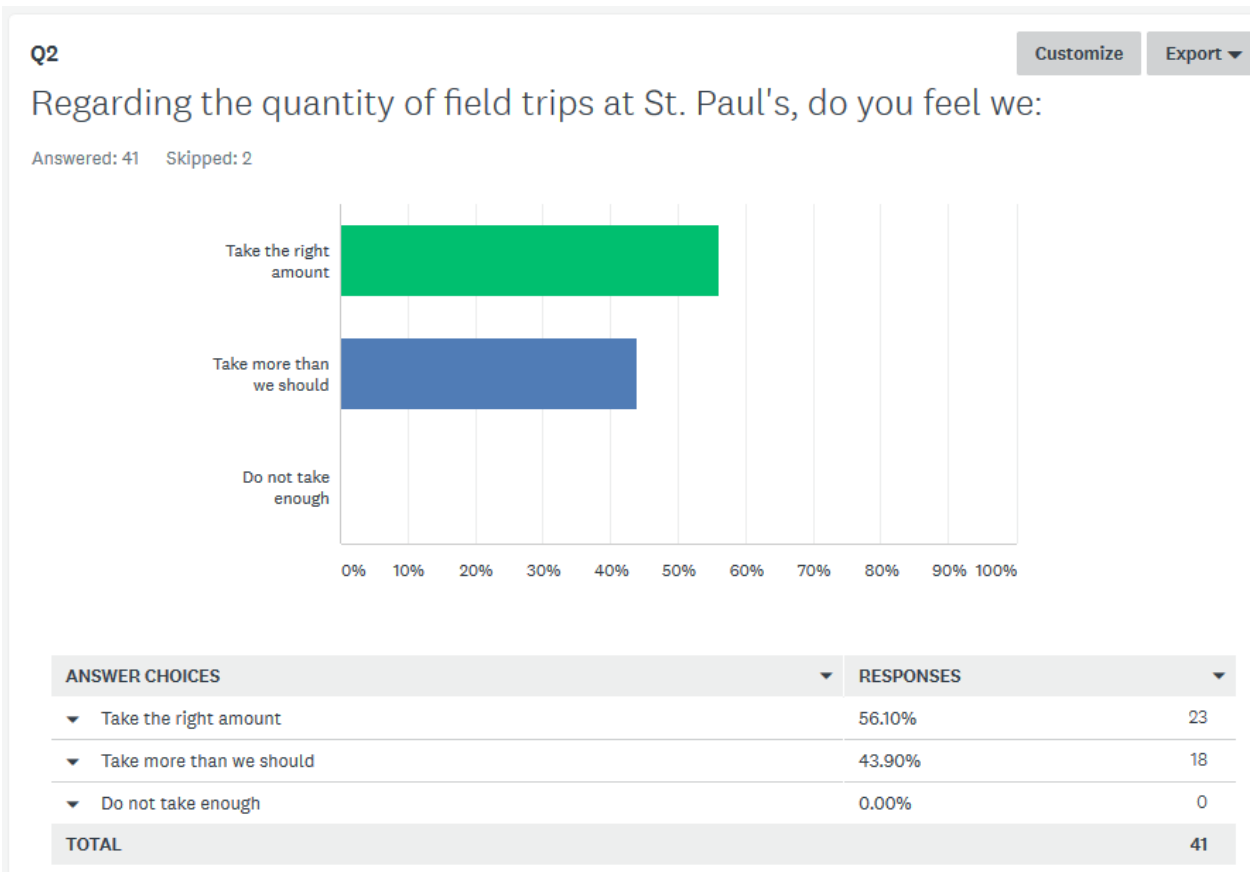 Q2
Customize
Export
Regarding the quantity of field trips at St. Paul's, do you feel we:
Answered: 41 Skipped: 2
Take the right
amount
Take more than
we should
Do not take
enough
0% 10% 20% 30% 40% 50% 60% 70% 80% 90% 100%
ANSWER CHOICES RESPONSES
Take the right amount 56.10% 23
Take more than we should 43.90% 18
Do not take enough 0.00% 0
TOTAL 41